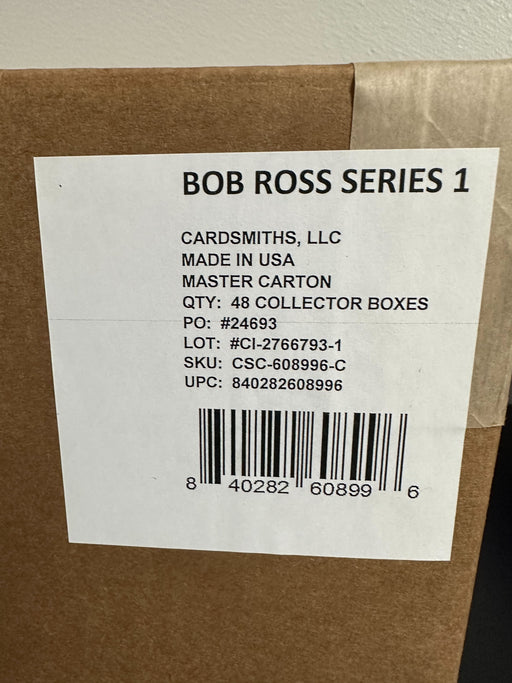 BOB ROSS SERIES 1
CARDSMITHS, LLC
MADE IN USA
MASTER CARTON
QTY: 48 COLLECTOR BOXES
PO: #24693
LOT: #CI-2766793-1
SKU: CSC-608996-C
UPC: 840282608996
8 40282 60899 6